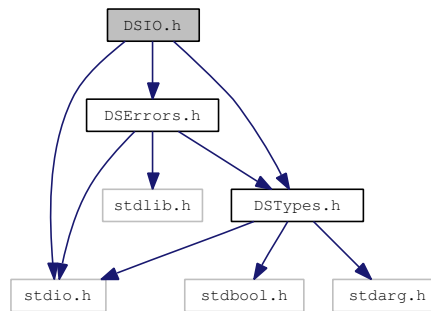 DSIO.h
DSErrors.h
stdlib.h
DSTypes.h
stdio.h
stdbool.h
stdarg.h